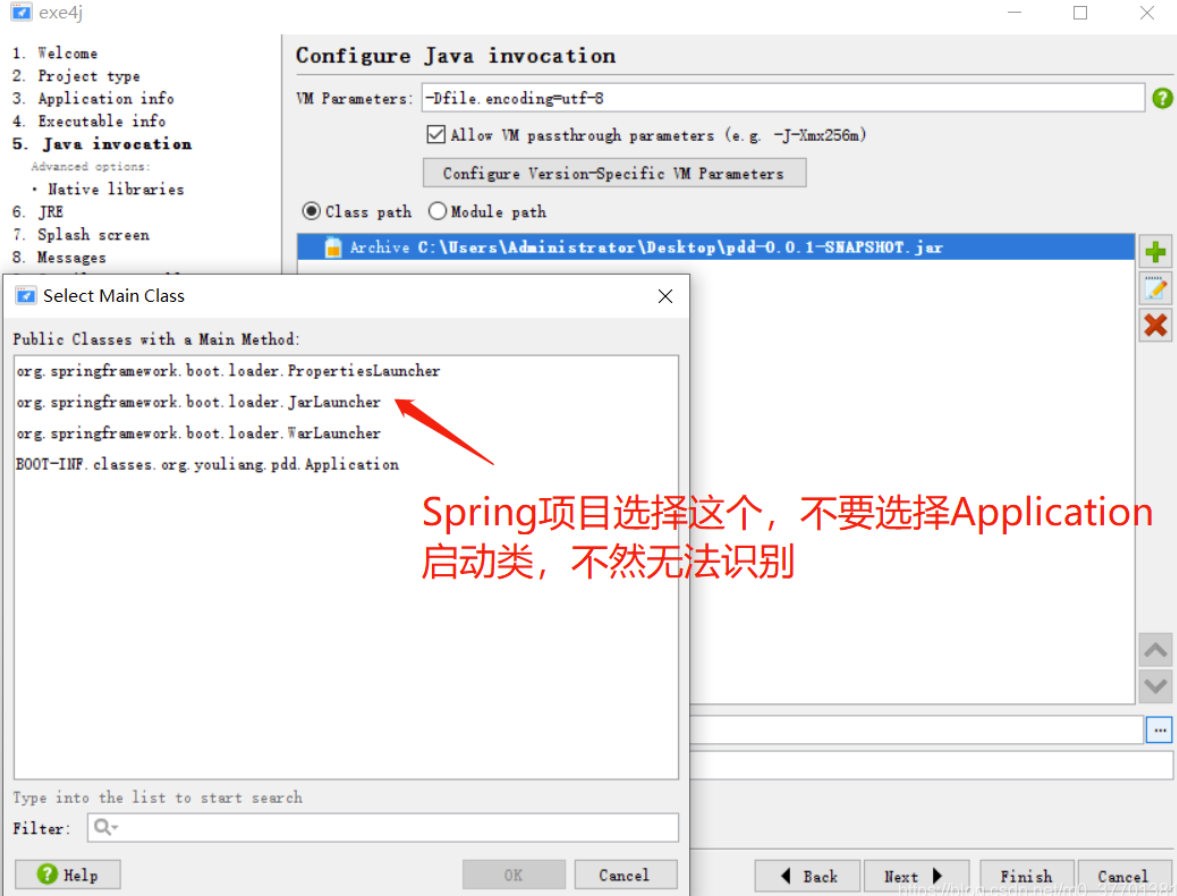 exe4j
1. Welcome
2. Project type
3. Application info
4. Executable info
5. Java invocation
Advanced options:
· Native libraries
6. JRE
7. Splash screen
8. Messages
Configure Java invocation
VM Parameters: -Dfile.encoding=utf-8
Allow VM passthrough parameters (e.g. -J-Xmx256m)
Configure Version-Specific VM Parameters
Class path Module path
Archive C:\Users\Administrator\Desktop\pdd-0.0.1-SNAPSHOT.jar
Select Main Class
Public Classes with a Main Method:
org.springframework.boot.loader.PropertiesLauncher
org.springframework.boot.loader.JarLauncher
org.springframework.boot.loader.WarLauncher
BOOT-INF.classes.org.youliang.pdd.Application
Spring项目选择这个，不要选择Application
启动类，不然无法识别
...
Type into the list to start search
Filter:
Help OK Cancel
Back Next Finish Cancel